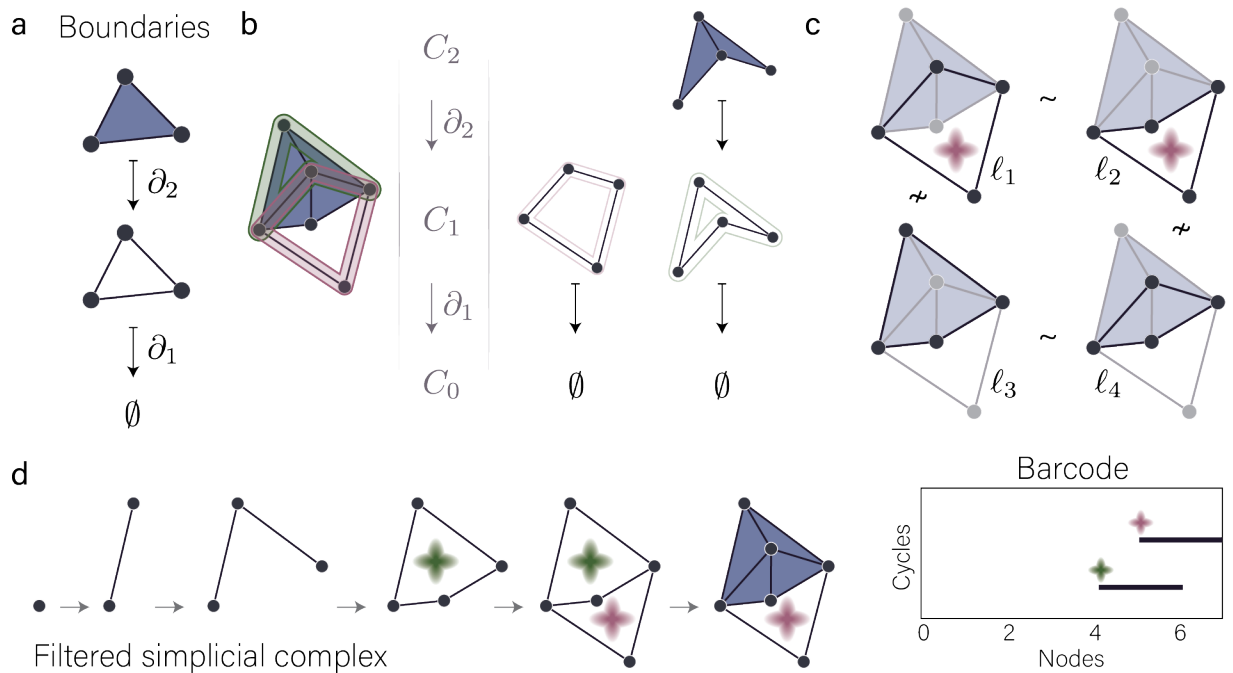 a
Boundaries
∂₂
∂₁
∅
b
C₂
∂₂
C₁
∂₁
C₀
∅
∅
c
~
ℓ₁
ℓ₂
≁
≁
~
ℓ₃
ℓ₄
d
Filtered simplicial complex
Barcode
Cycles
0 2 4 6
Nodes